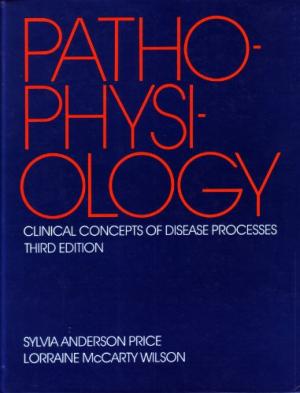 PATHO-
PHYSI-
OLOGY
CLINICAL CONCEPTS OF DISEASE PROCESSES
THIRD EDITION
SYLVIA ANDERSON PRICE
LORRAINE McCARTY WILSON